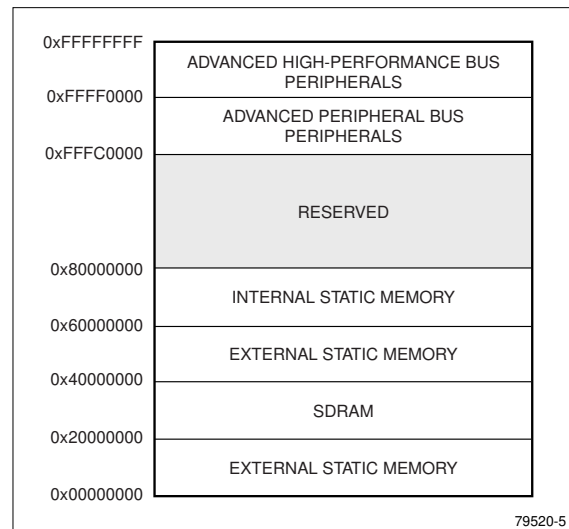 0xFFFFFFFF
ADVANCED HIGH-PERFORMANCE BUS
PERIPHERALS
0xFFFF0000
ADVANCED PERIPHERAL BUS
PERIPHERALS
0xFFFC0000
RESERVED
0x80000000
INTERNAL STATIC MEMORY
0x60000000
EXTERNAL STATIC MEMORY
0x40000000
SDRAM
0x20000000
EXTERNAL STATIC MEMORY
0x00000000
79520-5